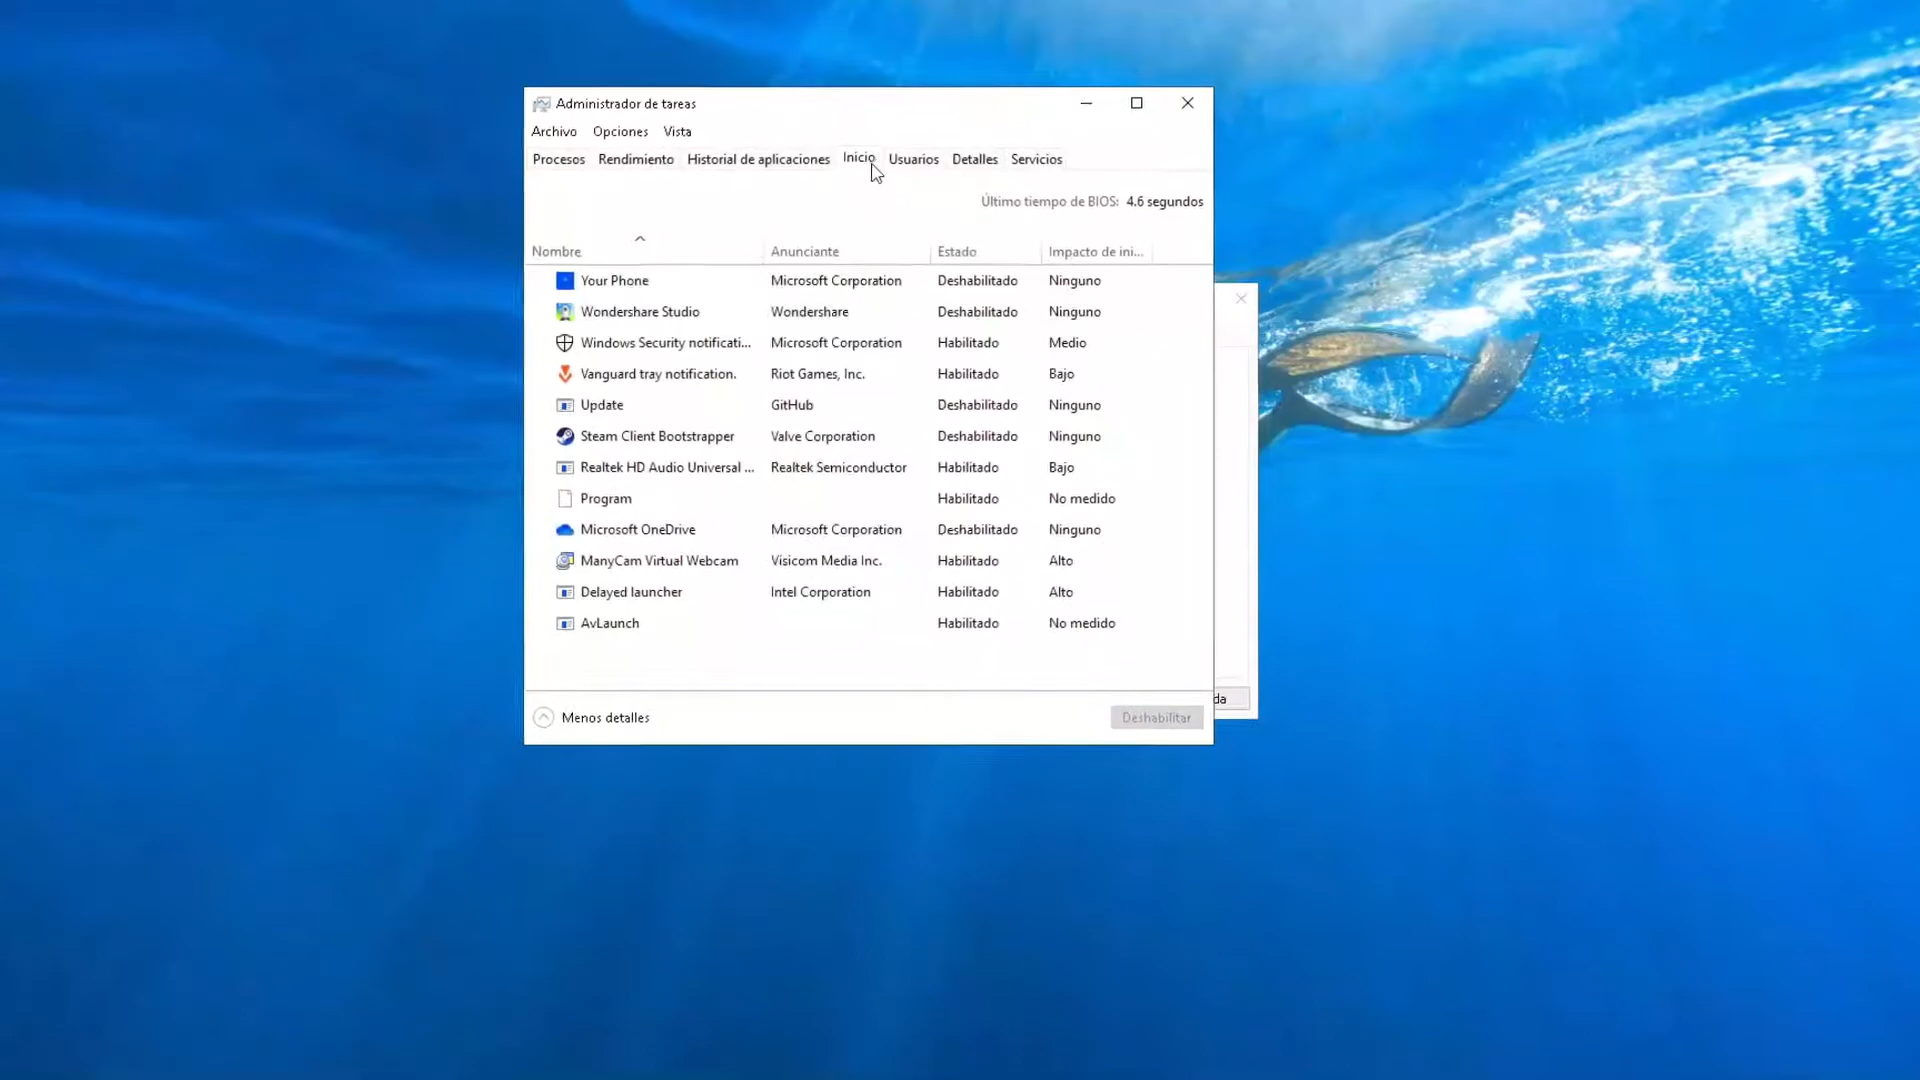 Administrador de tareas
Archivo Opciones Vista
Procesos Rendimiento Historial de aplicaciones Inicio Usuarios Detalles Servicios
Último tiempo de BIOS: 4.6 segundos
Nombre Anunciante Estado Impacto de ini...
Your Phone Microsoft Corporation Deshabilitado Ninguno
Wondershare Studio Wondershare Deshabilitado Ninguno
Windows Security notificati... Microsoft Corporation Habilitado Medio
Vanguard tray notification. Riot Games, Inc. Habilitado Bajo
Update GitHub Deshabilitado Ninguno
Steam Client Bootstrapper Valve Corporation Deshabilitado Ninguno
Realtek HD Audio Universal ... Realtek Semiconductor Habilitado Bajo
Program Habilitado No medido
Microsoft OneDrive Microsoft Corporation Deshabilitado Ninguno
ManyCam Virtual Webcam Visicom Media Inc. Habilitado Alto
Delayed launcher Intel Corporation Habilitado Alto
AvLaunch Habilitado No medido
da
Menos detalles Deshabilitar